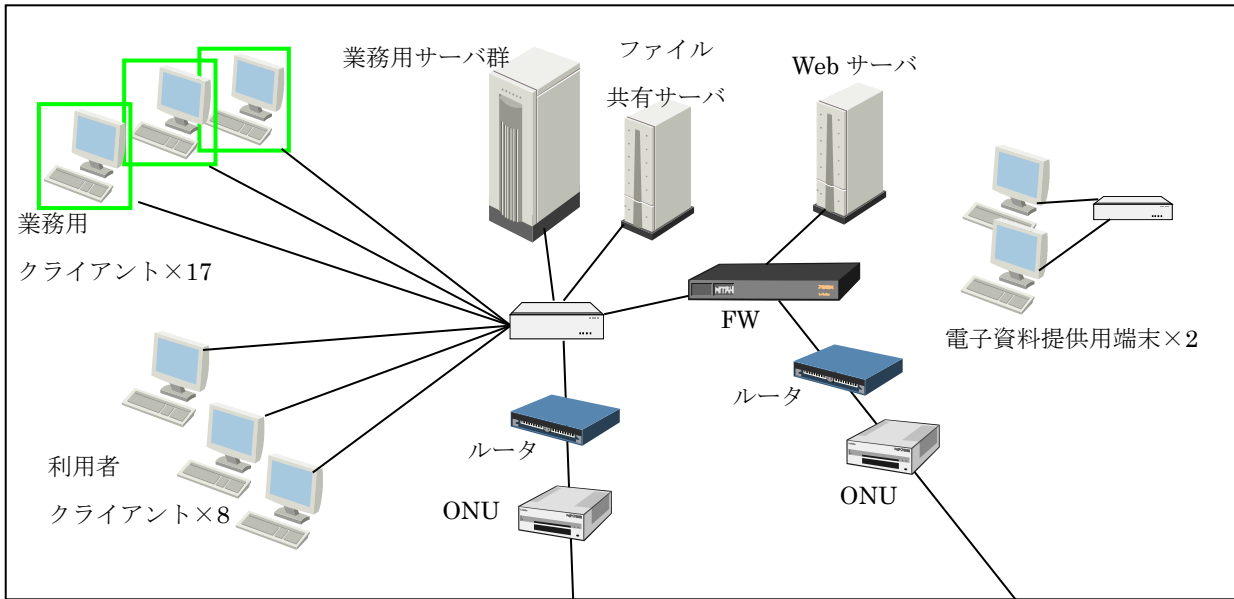 業務用サーバ群
ファイル
共有サーバ
Web サーバ
業務用
クライアント×17
FW
電子資料提供用端末×2
ルータ
ルータ
利用者
クライアント×8
ONU
ONU